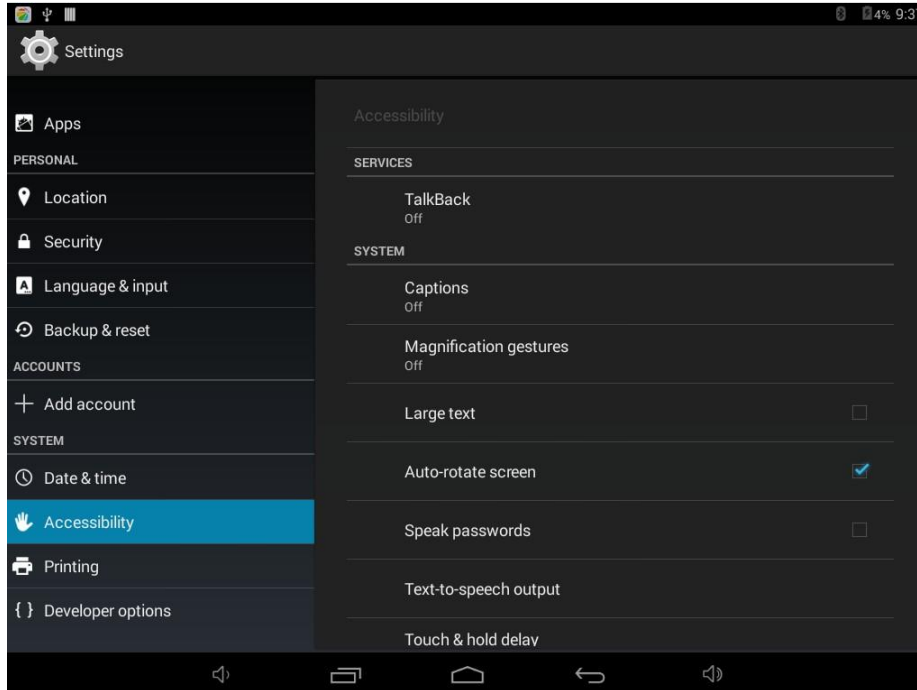 4% 9:3
Settings
Apps
PERSONAL
Location
Security
Language & input
Backup & reset
ACCOUNTS
Add account
SYSTEM
Date & time
Accessibility
Printing
{ } Developer options
Accessibility
SERVICES
TalkBack
Off
SYSTEM
Captions
Off
Magnification gestures
Off
Large text
Auto-rotate screen
Speak passwords
Text-to-speech output
Touch & hold delay